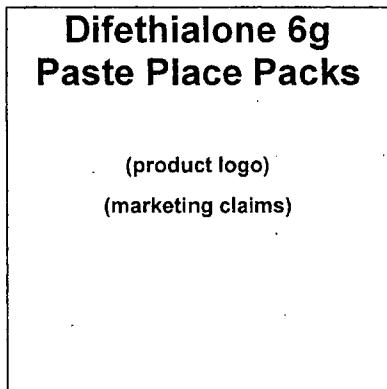 Difethialone 6g
Paste Place Packs
(product logo)
(marketing claims)